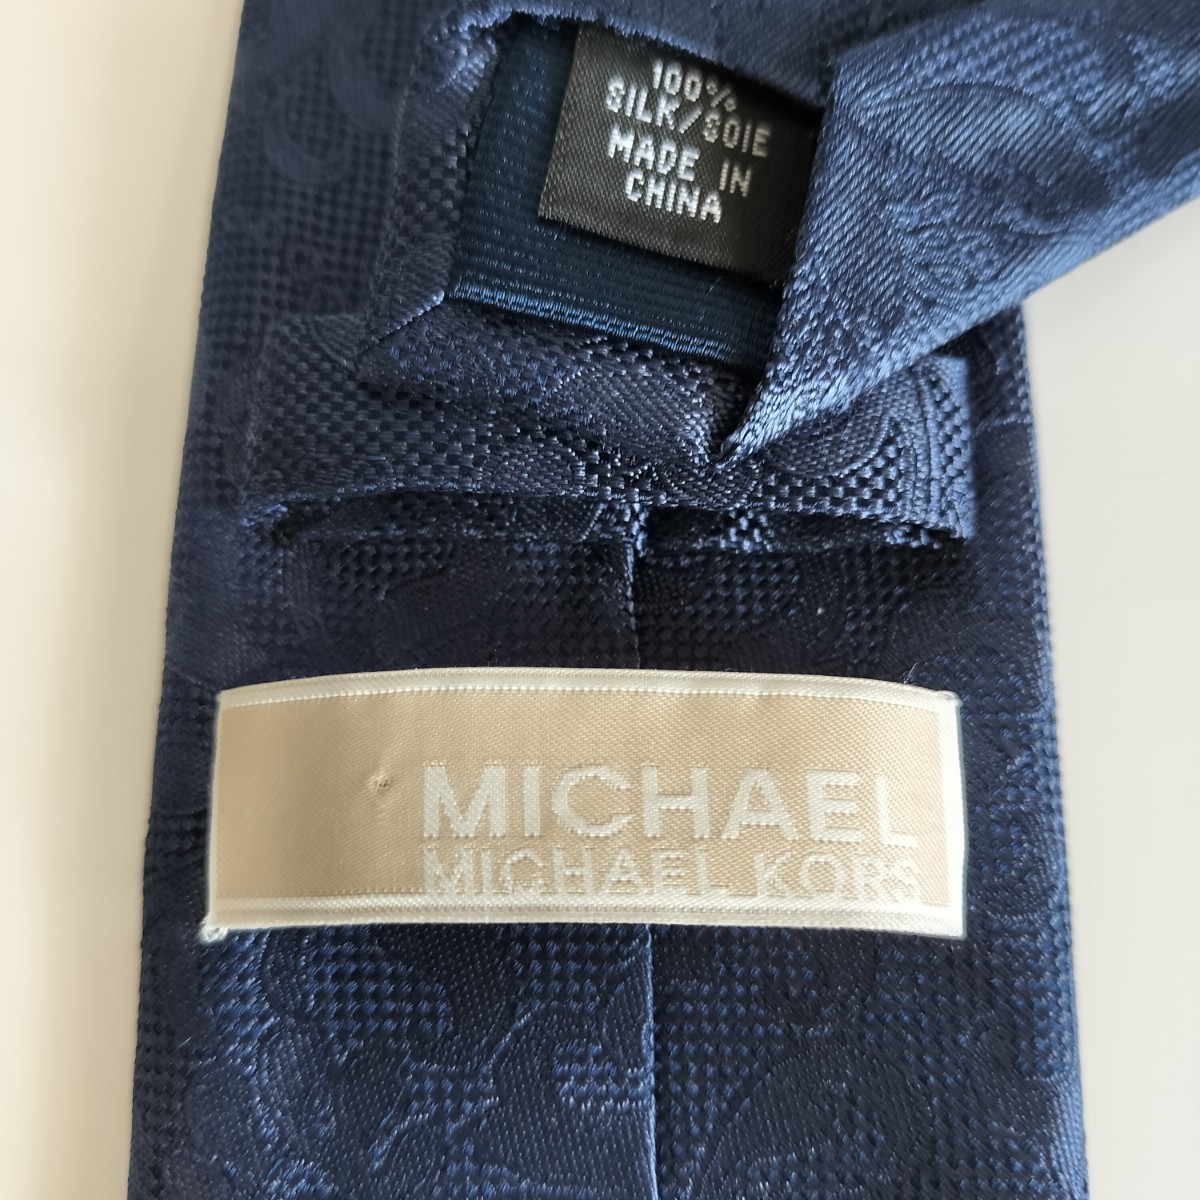 100%
SILK/SOIE
MADE IN
CHINA
MICHAEL
MICHAEL KORS